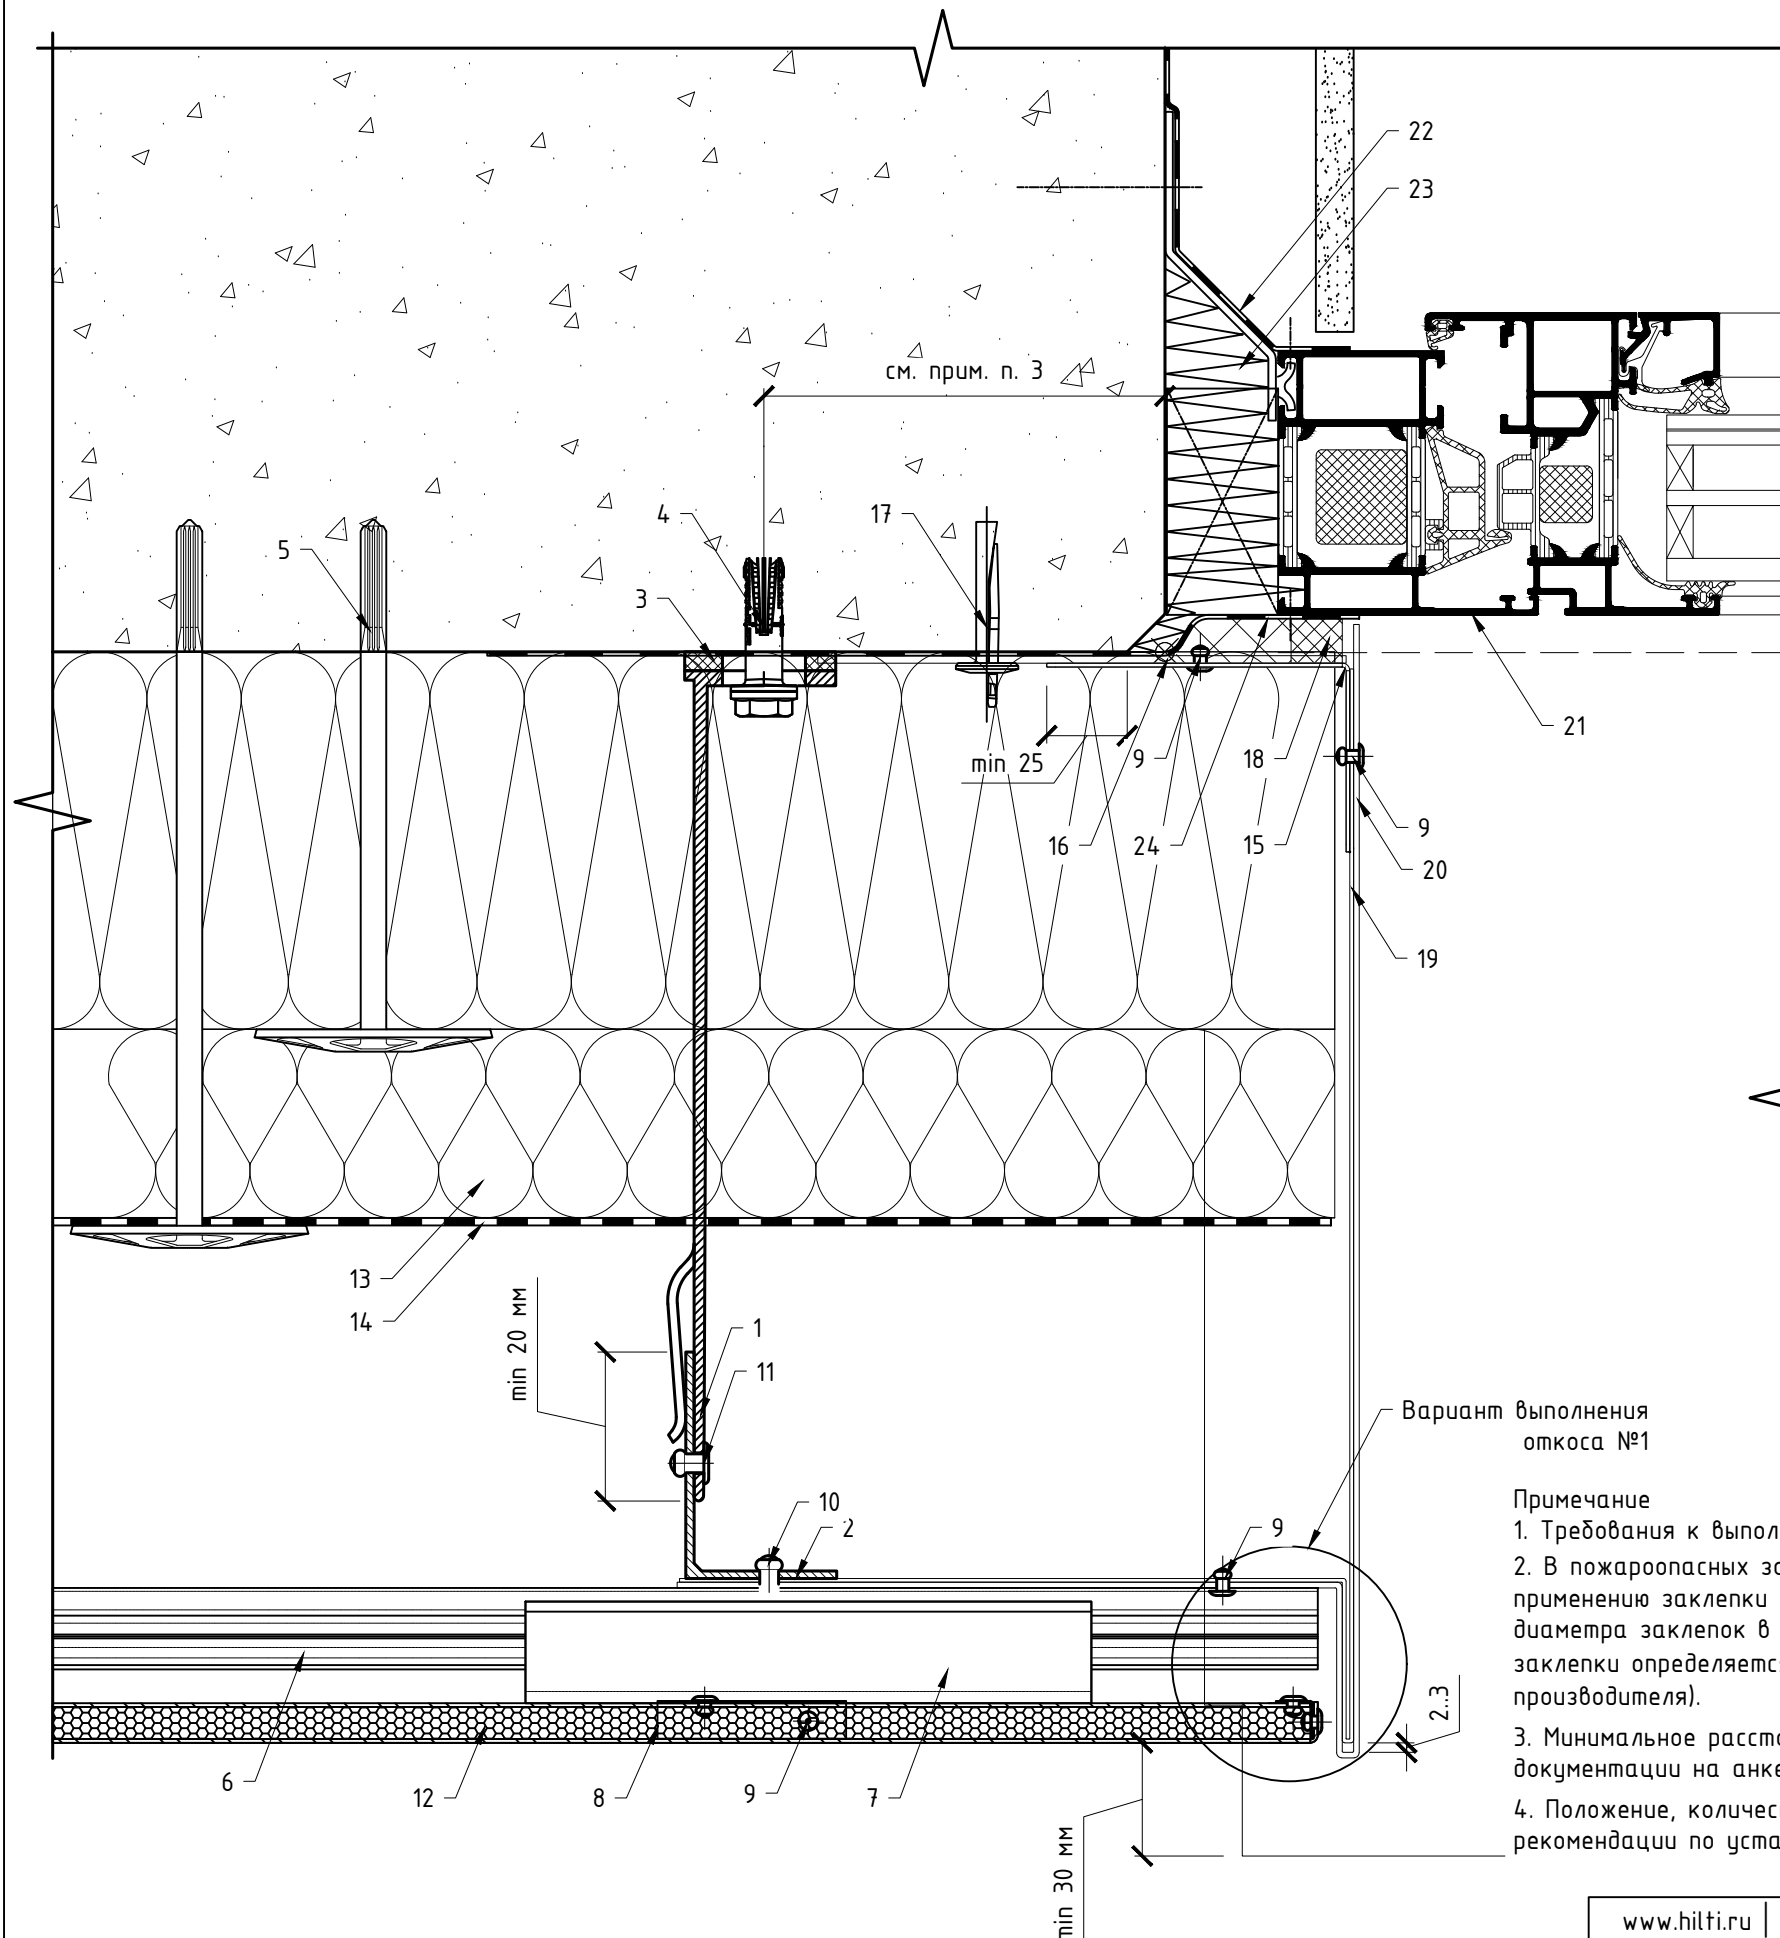 22
23
см. прим. п. 3
4
17
5
3
21
min 25
9
18
9
16
24
15
20
19
13
14
min 20 мм
1
11
Вариант выполнения
откоса №1
10
2
9
Примечание
1. Требования к выпол
2. В пожароопасных зо
применению заклепки
диаметра заклепок в
заклепки определяетс
производителя).
2..3
3. Минимальное рассто
документации на анке
6
12
8
9
7
4. Положение, количес
рекомендации по уста
min 30 мм
www.hilti.ru